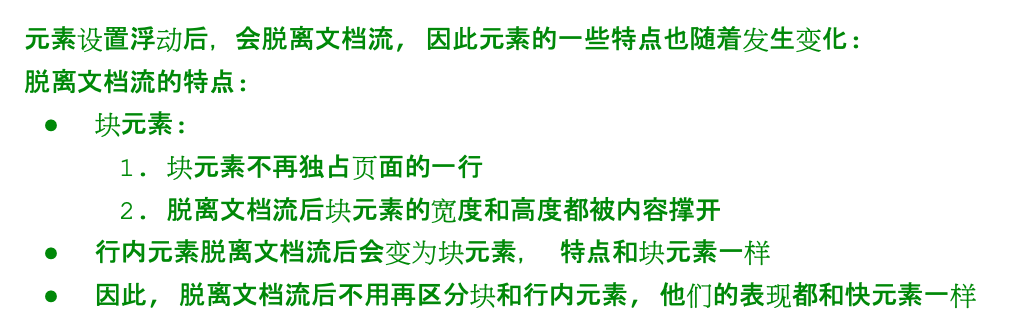 元素设置浮动后，会脱离文档流，因此元素的一些特点也随着发生变化：
脱离文档流的特点：
● 块元素：
1. 块元素不再独占页面的一行
2. 脱离文档流后块元素的宽度和高度都被内容撑开
● 行内元素脱离文档流后会变为块元素， 特点和块元素一样
● 因此，脱离文档流后不用再区分块和行内元素，他们的表现都和快元素一样